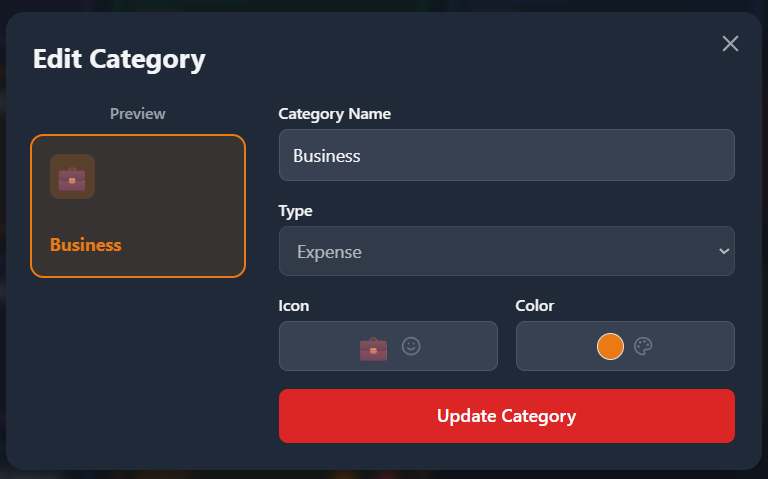 Edit Category
Preview
Business
Category Name
Business
Type
Expense
Icon
Color
Update Category